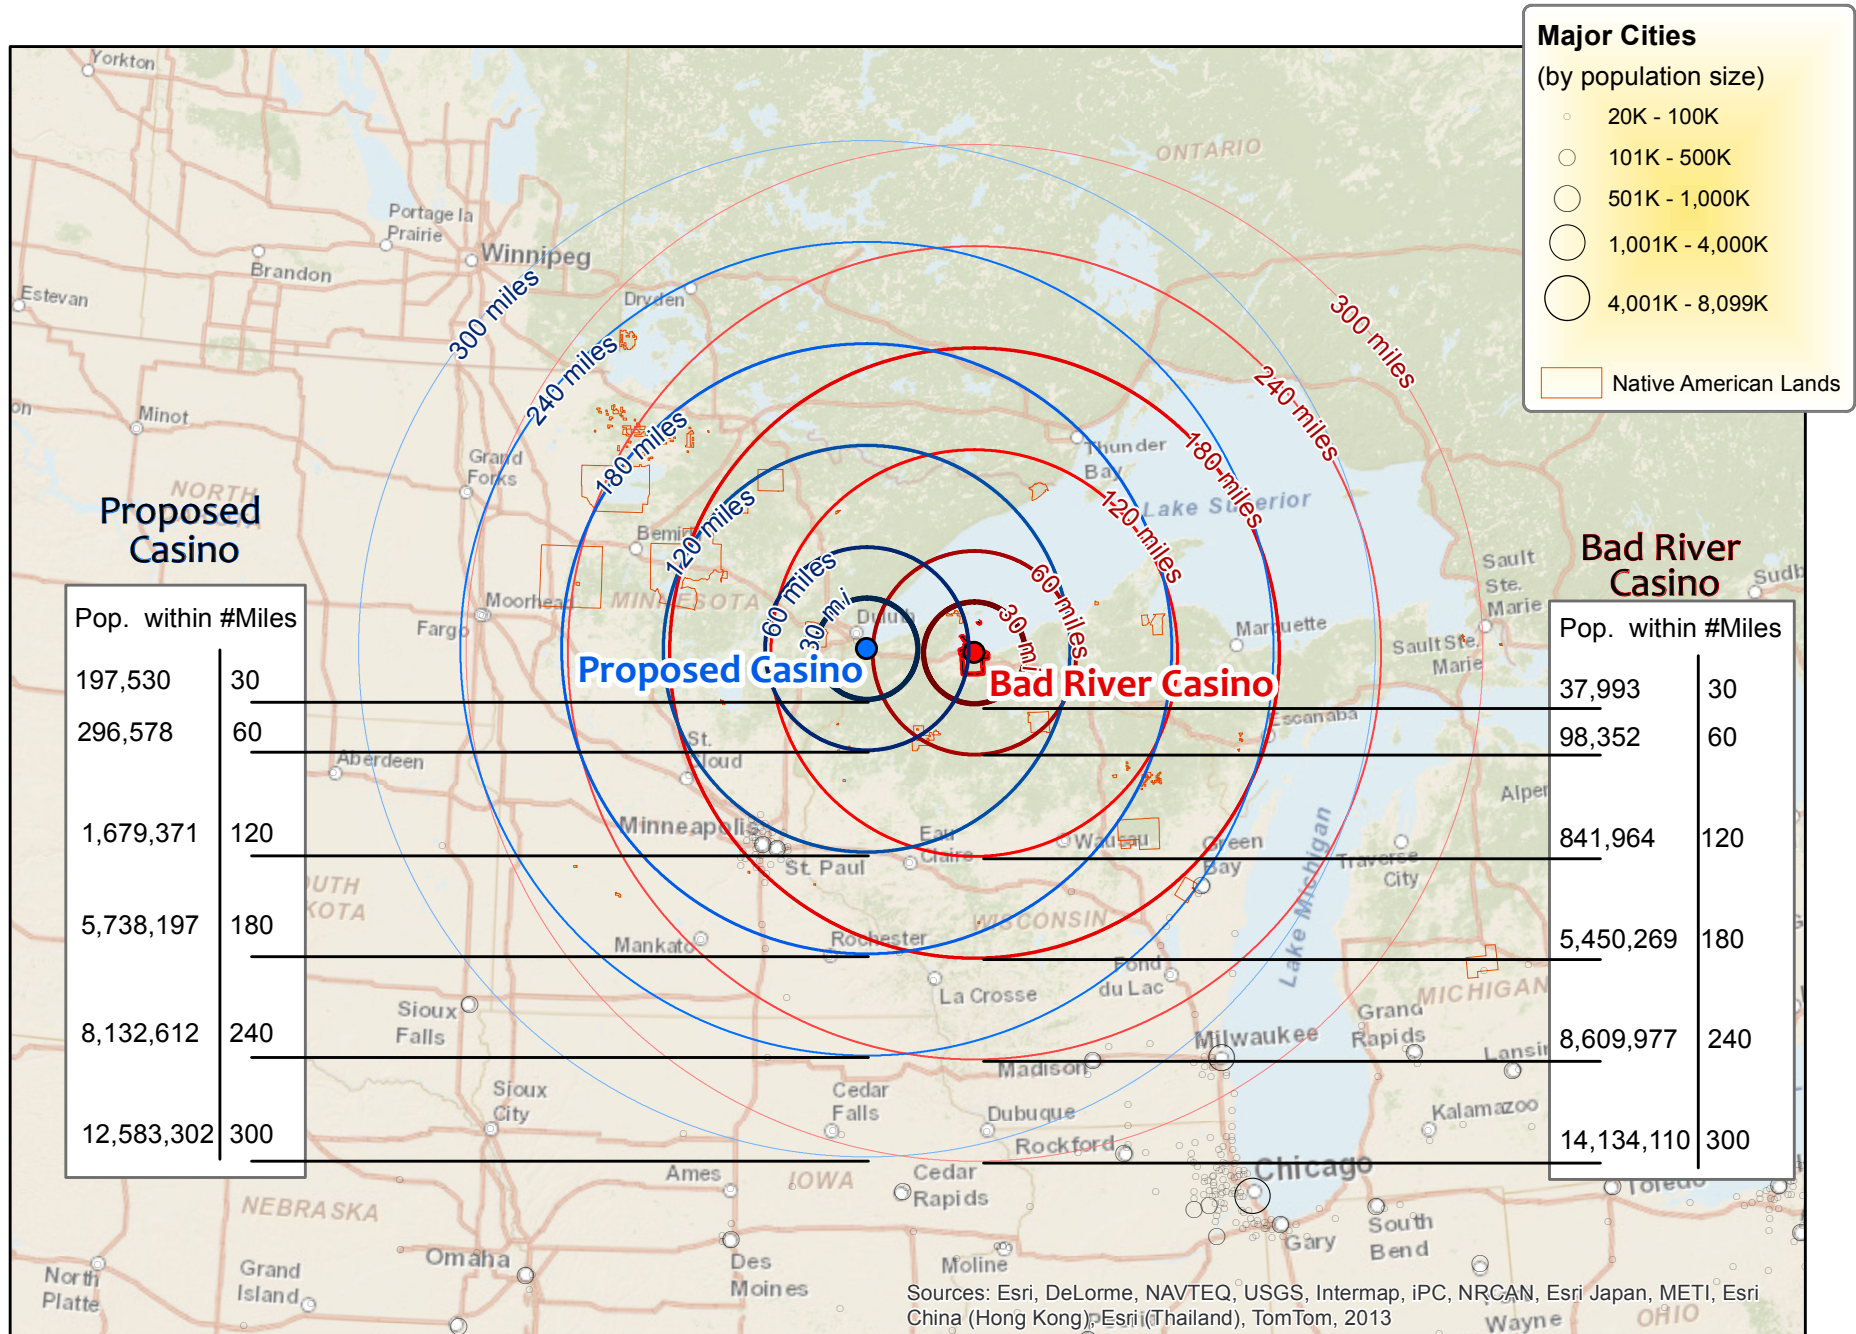 Major Cities
(by population size)
20K - 100K
101K - 500K
501K - 1,000K
1,001K - 4,000K
4,001K - 8,099K
Native American Lands
Yorkton
ONTARIO
Portage la
Prairie
Winnipeg
Brandon
Estevan
Dryden
300 miles
300 miles
240 miles
240 miles
on
Minot
180 miles
180 miles
Grand
Forks
Thunder
Bay
NORTH
Lake Superior
120 miles
120 miles
Proposed
Casino
Bad River
Casino
Sault
Ste.
Marie
Sudb
60 miles
60 miles
30 mi
30 mi
Moorhead
Fargo
MINNESOTA
Duluth
Marquette
Sault Ste.
Marie
Proposed Casino
Bad River Casino
Escanaba
Pop. within #Miles
197,530 30
296,578 60
1,679,371 120
5,738,197 180
8,132,612 240
12,583,302 300
Pop. within #Miles
37,993 30
98,352 60
841,964 120
5,450,269 180
8,609,977 240
14,134,110 300
St.
Cloud
Aberdeen
Alpen
Minneapolis
St. Paul
Eau
Claire
Wausau
Green
Bay
Traverse
City
Lake Michigan
OUTH
KOTA
WISCONSIN
Mankato
Rochester
Fond
du Lac
La Crosse
MICHIGAN
Sioux
Falls
Milwaukee
Grand
Rapids
Lansin
Madison
Sioux
City
Cedar
Falls
Dubuque
Kalamazoo
Rockford
Chicago
Ames
IOWA
Cedar
Rapids
Toledo
NEBRASKA
South
Bend
Gary
Omaha
Des
Moines
Moline
North
Platte
Grand
Island
Wayne
OHIO
Sources: Esri, DeLorme, NAVTEQ, USGS, Intermap, iPC, NRCAN, Esri Japan, METI, Esri
China (Hong Kong), Esri (Thailand), TomTom, 2013